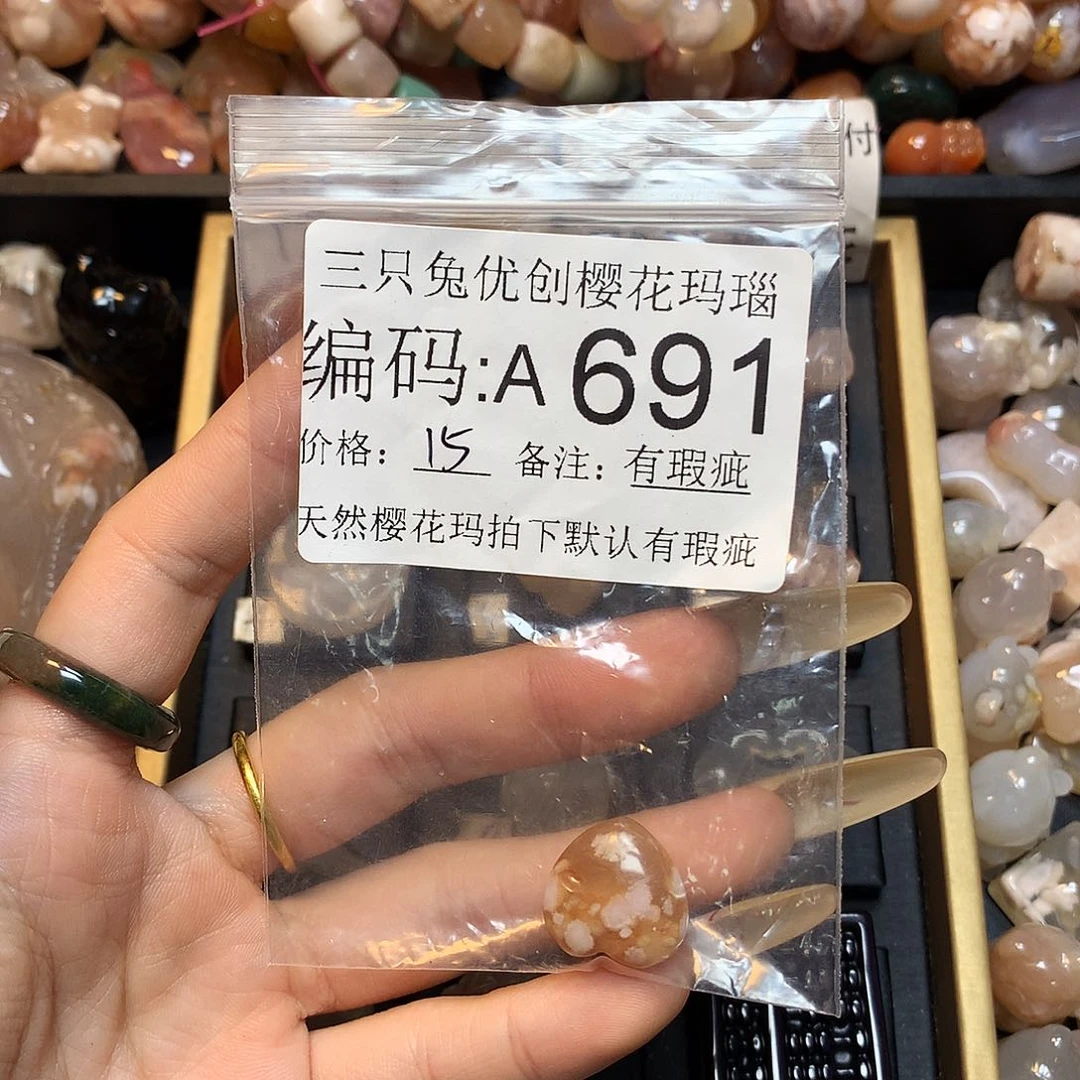 三只兔优创樱花玛瑙
编码:A 691
价格: 15 备注: 有瑕疵
天然樱花玛拍下默认有瑕疵
付